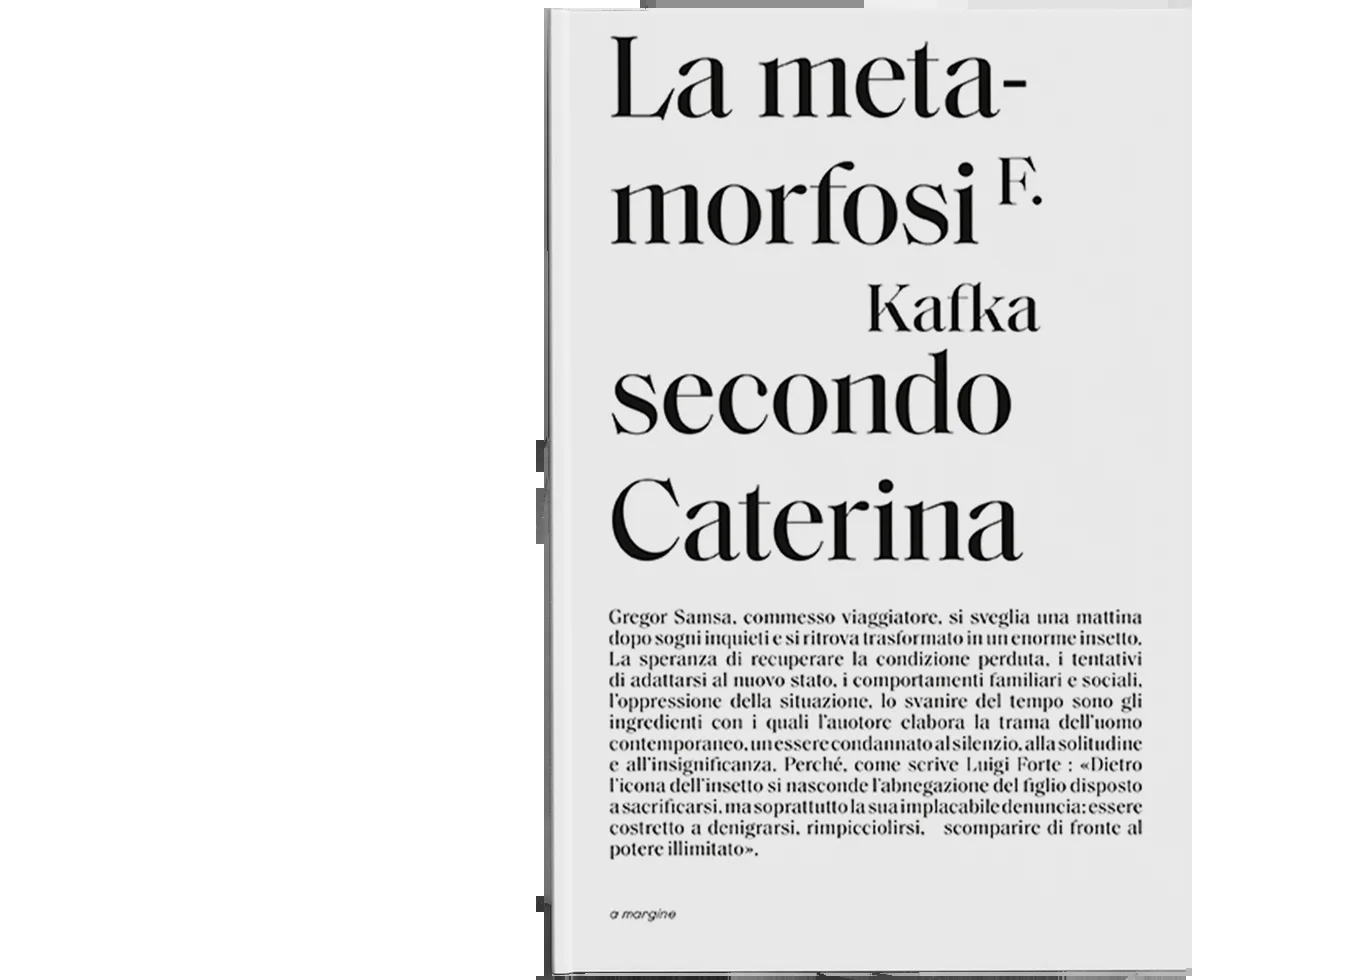 La meta-
morfosi F.
Kafka
secondo
Caterina
Gregor Samsa, commesso viaggiatore, si sveglia una mattina
dopo sogni inquieti e si ritrova trasformato in un enorme insetto.
La speranza di recuperare la condizione perduta, i tentativi
di adattarsi al nuovo stato, i comportamenti familiari e sociali,
l'oppressione della situazione, lo svanire del tempo sono gli
ingredienti con i quali l'auotore elabora la trama dell'uomo
contemporaneo, un essere condannato al silenzio, alla solitudine
e all'insignificanza. Perché, come scrive Luigi Forte : «Dietro
l'icona dell'insetto si nasconde l'abnegazione del figlio disposto
a sacrificarsi, ma soprattutto la sua implacabile denuncia: essere
costretto a denigrarsi, rimpicciolirsi, scomparire di fronte al
potere illimitato».
a margine